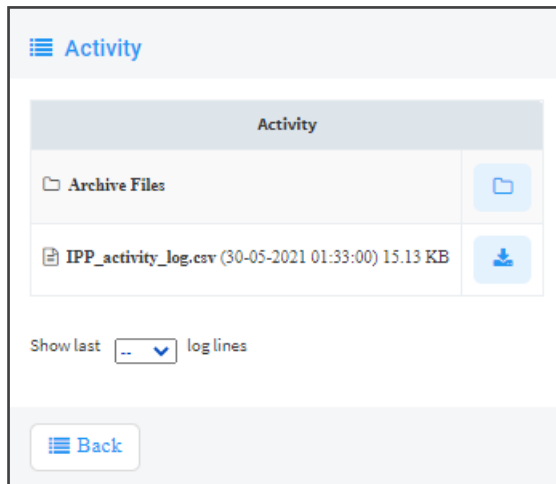 Activity
Activity
Archive Files
IPP_activity_log.csv (30-05-2021 01:33:00) 15.13 KB
Show last -- log lines
Back